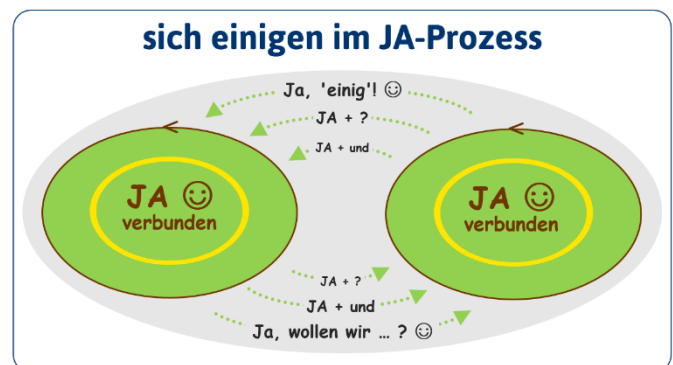 sich einigen im JA-Prozess
Ja, 'einig'! ☺
JA + ?
JA + und
JA ☺
verbunden
JA ☺
verbunden
JA + ?
JA + und
Ja, wollen wir ... ? ☺